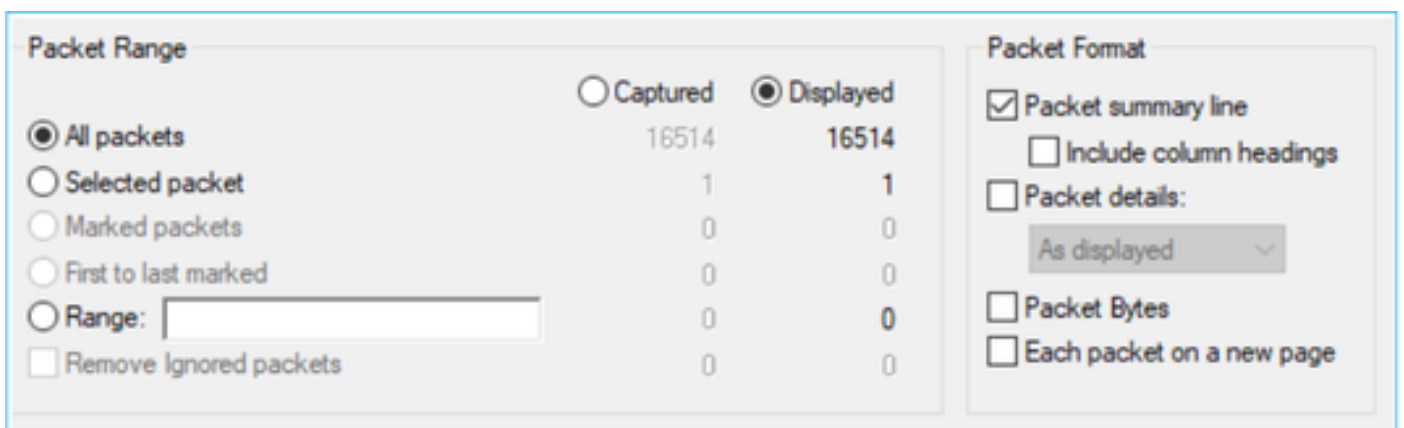 Packet Range
Captured Displayed
All packets 16514 16514
Selected packet 1 1
Marked packets 0 0
First to last marked 0 0
Range: 0 0
Remove Ignored packets 0 0
Packet Format
Packet summary line
Include column headings
Packet details:
As displayed
Packet Bytes
Each packet on a new page